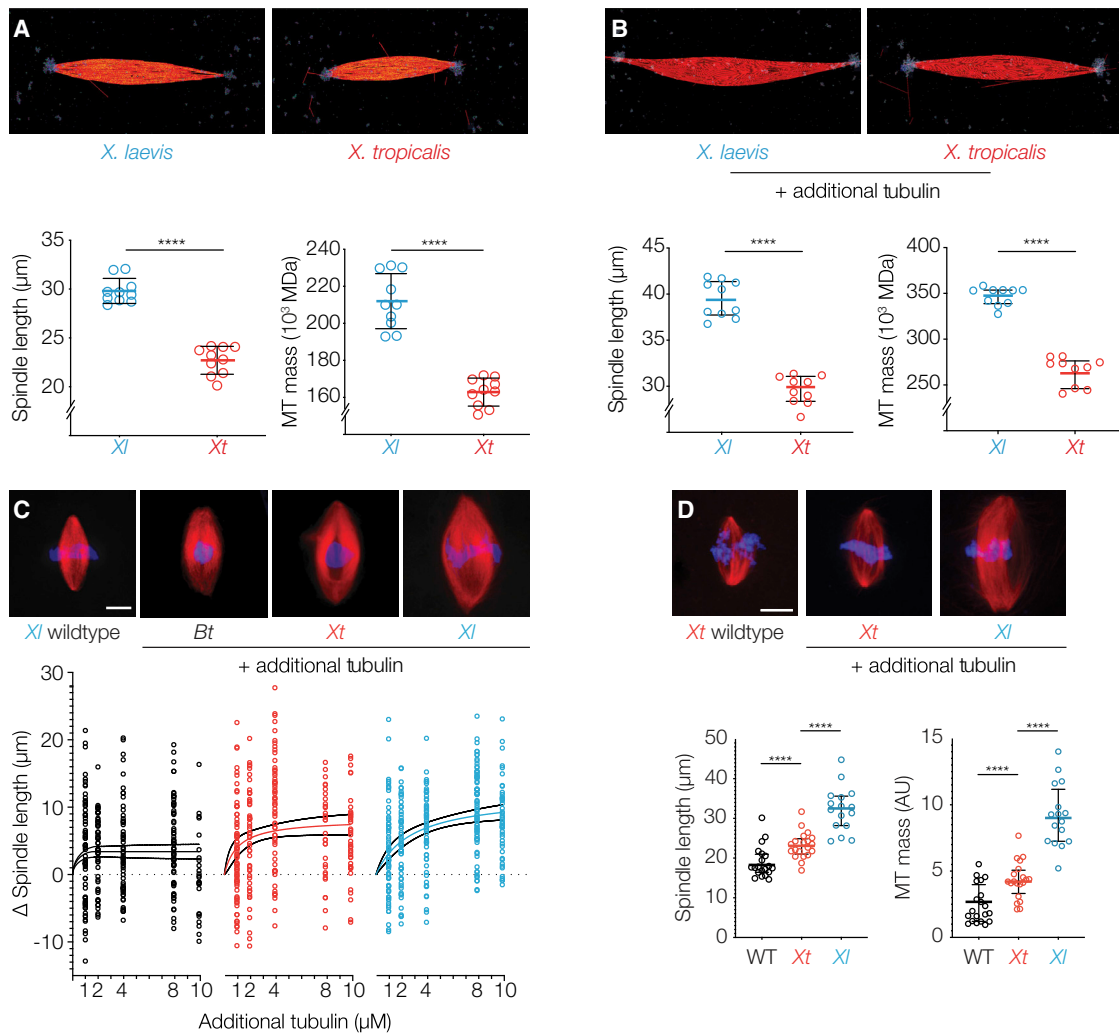 A
X. laevis
X. tropicalis
Spindle length (µm)
35
30
25
20
****
Xl
Xt
MT mass (10³ MDa)
240
220
200
180
160
****
Xl
Xt
B
X. laevis
X. tropicalis
+ additional tubulin
Spindle length (µm)
45
40
35
30
****
Xl
Xt
MT mass (10³ MDa)
400
350
300
250
****
Xl
Xt
C
Xl wildtype
Bt
Xt
Xl
+ additional tubulin
Δ Spindle length (µm)
30
20
10
0
-10
1 2 4 8 10
1 2 4 8 10
1 2 4 8 10
Additional tubulin (µM)
D
Xt wildtype
Xt
Xl
+ additional tubulin
Spindle length (µm)
50
40
30
20
10
0
****
****
WT
Xt
Xl
MT mass (AU)
15
10
5
0
****
****
WT
Xt
Xl